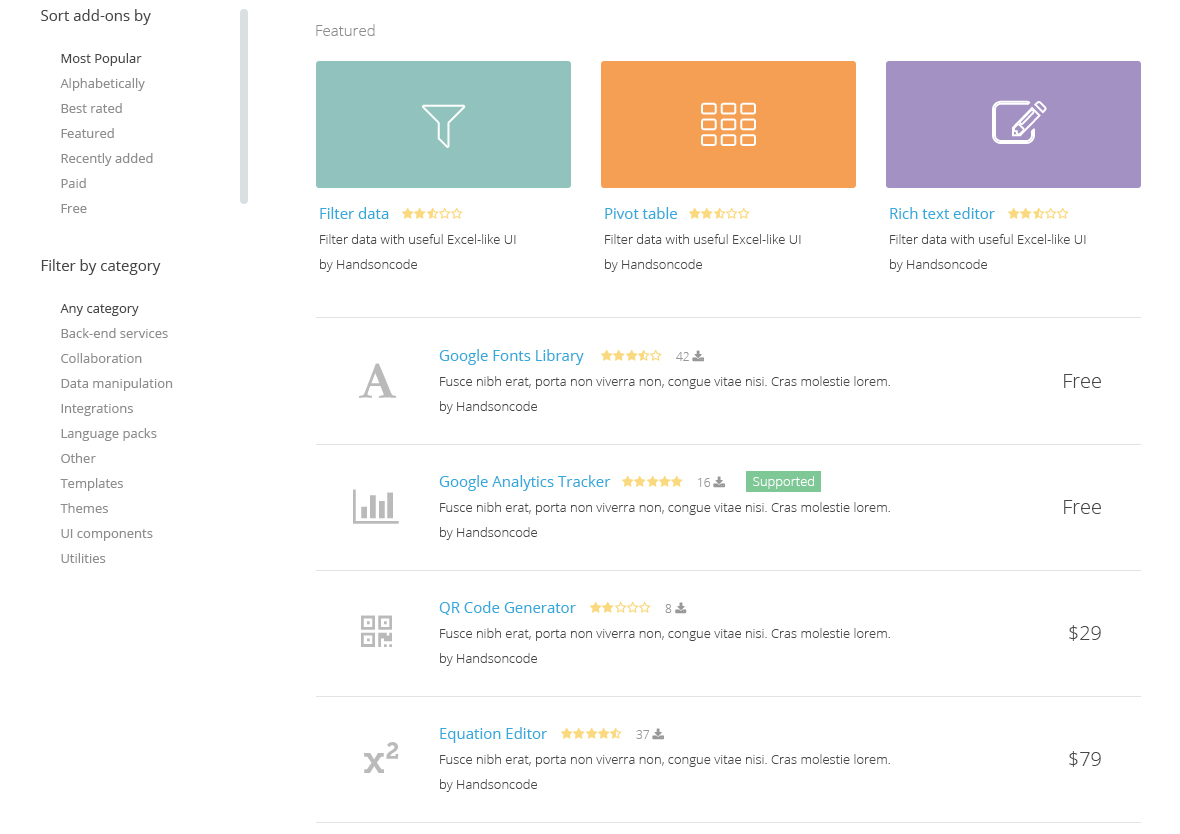 Sort add-ons by
Most Popular
Alphabetically
Best rated
Featured
Recently added
Paid
Free
Filter by category
Any category
Back-end services
Collaboration
Data manipulation
Integrations
Language packs
Other
Templates
Themes
UI components
Utilities
Featured
Filter data
Filter data with useful Excel-like UI
by Handsoncode
Pivot table
Filter data with useful Excel-like UI
by Handsoncode
Rich text editor
Filter data with useful Excel-like UI
by Handsoncode
A
Google Fonts Library 42
Fusce nibh erat, porta non viverra non, congue vitae nisi. Cras molestie lorem.
by Handsoncode
Free
Google Analytics Tracker 16 Supported
Fusce nibh erat, porta non viverra non, congue vitae nisi. Cras molestie lorem.
by Handsoncode
Free
QR Code Generator 8
Fusce nibh erat, porta non viverra non, congue vitae nisi. Cras molestie lorem.
by Handsoncode
$29
x²
Equation Editor 37
Fusce nibh erat, porta non viverra non, congue vitae nisi. Cras molestie lorem.
by Handsoncode
$79